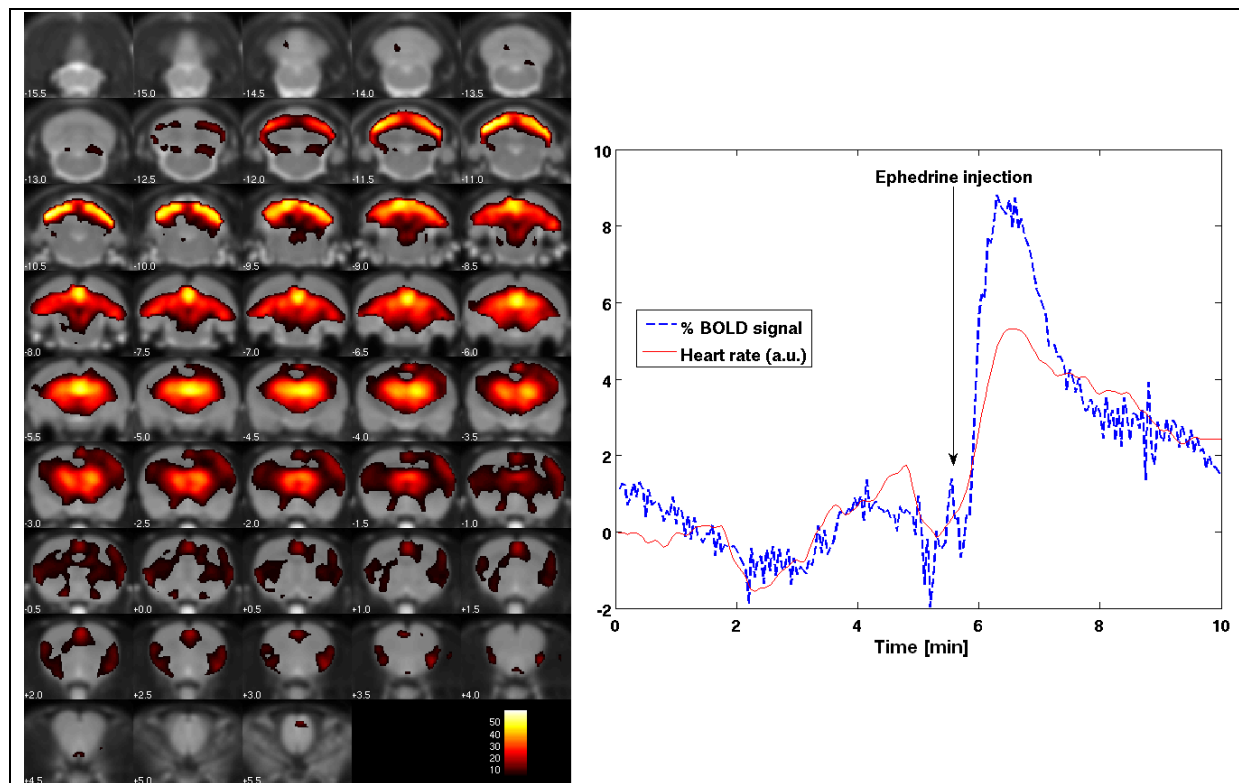 -15.5 -15.0 -14.5 -14.0 -13.5
-13.0 -12.5 -12.0 -11.5 -11.0
-10.5 -10.0 -9.5 -9.0 -8.5
-8.0 -7.5 -7.0 -6.5 -6.0
-5.5 -5.0 -4.5 -4.0 -3.5
-3.0 -2.5 -2.0 -1.5 -1.0
-0.5 +0.0 +0.5 +1.0 +1.5
+2.0 +2.5 +3.0 +3.5 +4.0
+4.5 +5.0 +5.5
50
40
30
20
10
10
8
6
4
2
0
-2
Ephedrine injection
% BOLD signal
Heart rate (a.u.)
0 2 4 6 8 10
Time [min]